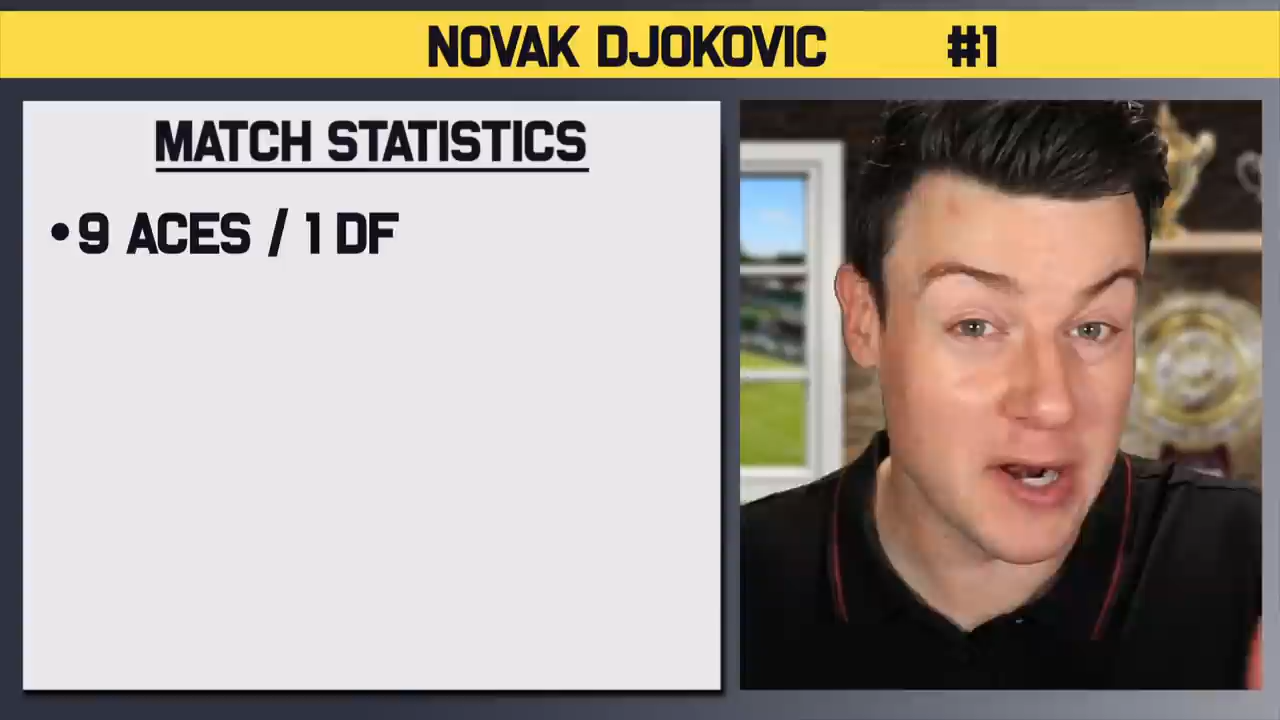 NOVAK DJOKOVIC #1
MATCH STATISTICS
•9 ACES / 1 DF